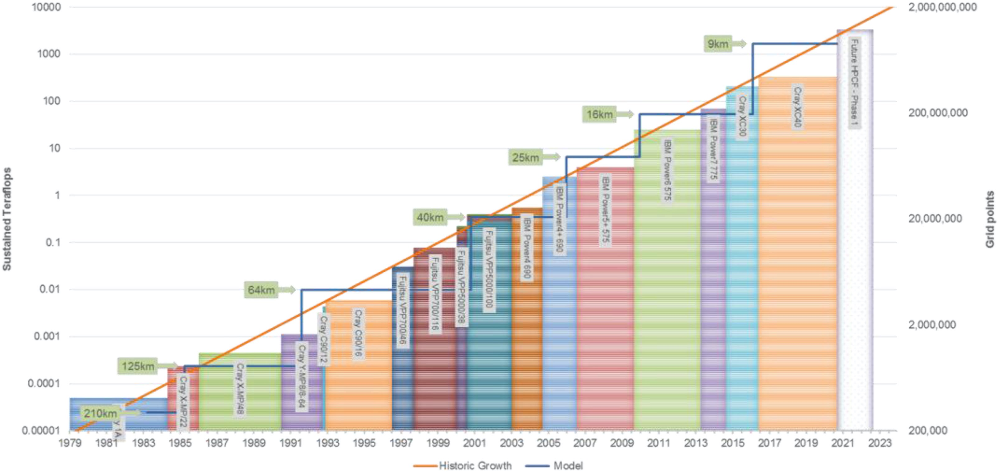 Sustained Teraflops
10000
1000
100
10
1
0.1
0.01
0.001
0.0001
0.00001
2,000,000,000
200,000,000
20,000,000
2,000,000
200,000
Grid points
210km
125km
64km
40km
25km
16km
9km
y 1A
Cray X-MP/22
Cray X-MP/48
Cray Y-MP8/8-64
Cray C90/12
Cray C90/16
Fujitsu VPP700/46
Fujitsu VPP700/116
Fujitsu VPP5000/38
Fujitsu VPP5000/100
IBM Power4 690
IBM Power4+ 690
IBM Power5+ 575
IBM Power6 575
IBM Power7 775
Cray XC30
Cray XC40
Future HPCF - Phase 1
1979 1981 1983 1985 1987 1989 1991 1993 1995 1997 1999 2001 2003 2005 2007 2009 2011 2013 2015 2017 2019 2021 2023
Historic Growth Model